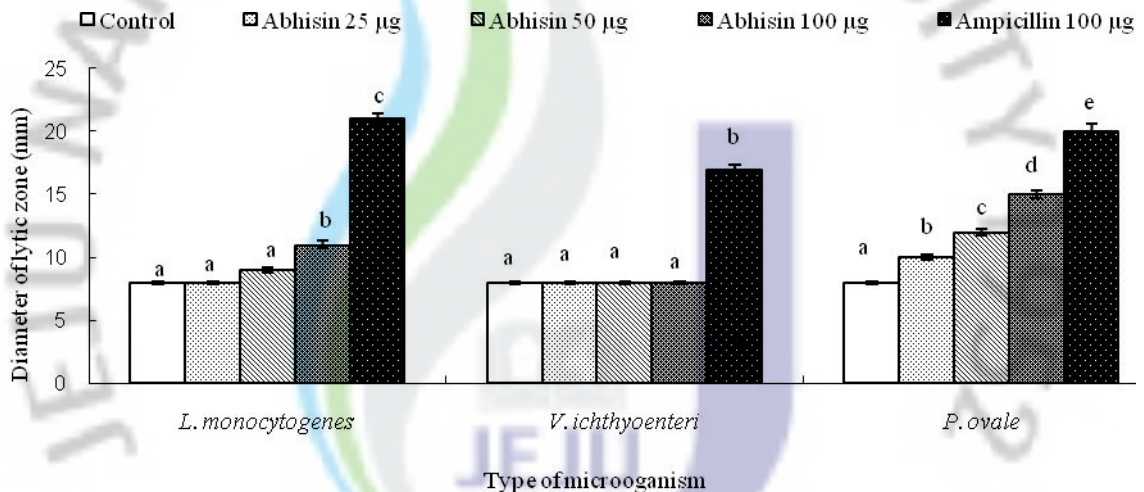 Control Abhisin 25 µg Abhisin 50 µg Abhisin 100 µg Ampicillin 100 µg
25
20
15
10
5
0
Diameter of lytic zone (mm)
a a a b c
a a a a b
a b c d e
L. monocytogenes V. ichthyoenteri P. ovale
Type of microoganism
JEJU